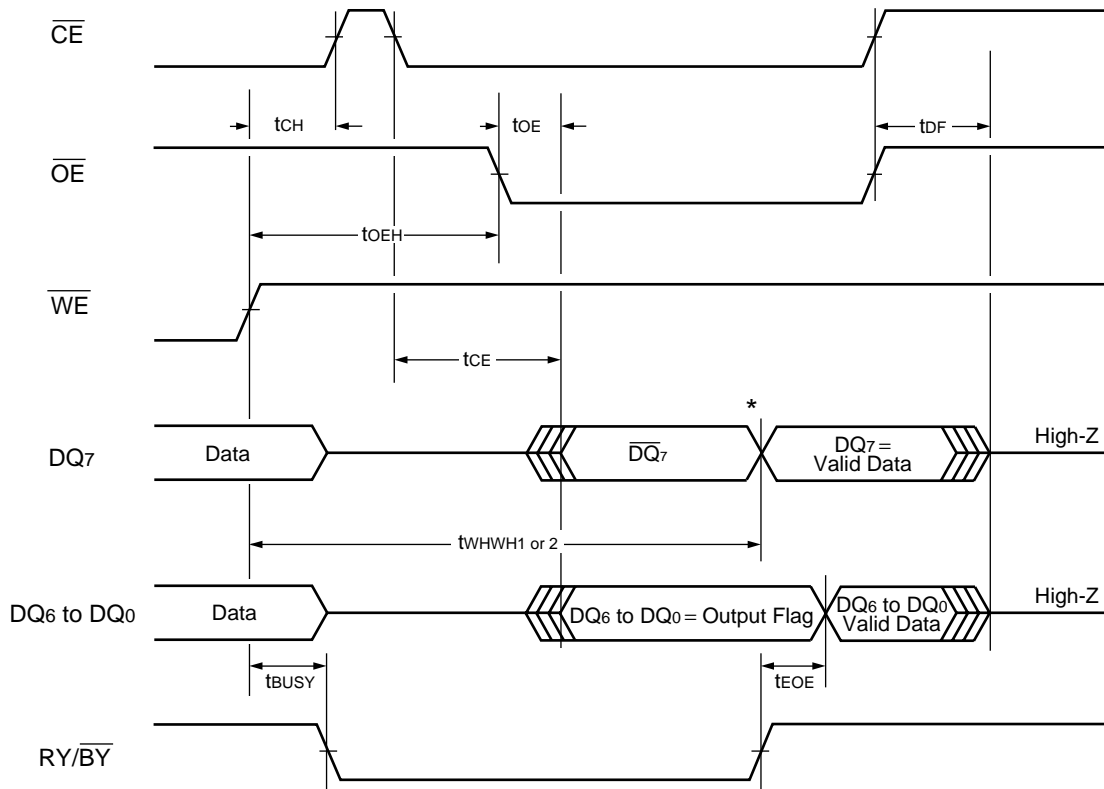 CE
tCH
tOE
tDF
OE
tOEH
WE
tCE
*
DQ7
Data
DQ7
DQ7 =
Valid Data
High-Z
tWHWH1 or 2
DQ6 to DQ0
Data
DQ6 to DQ0 = Output Flag
DQ6 to DQ0
Valid Data
High-Z
tBUSY
tEOE
RY/BY